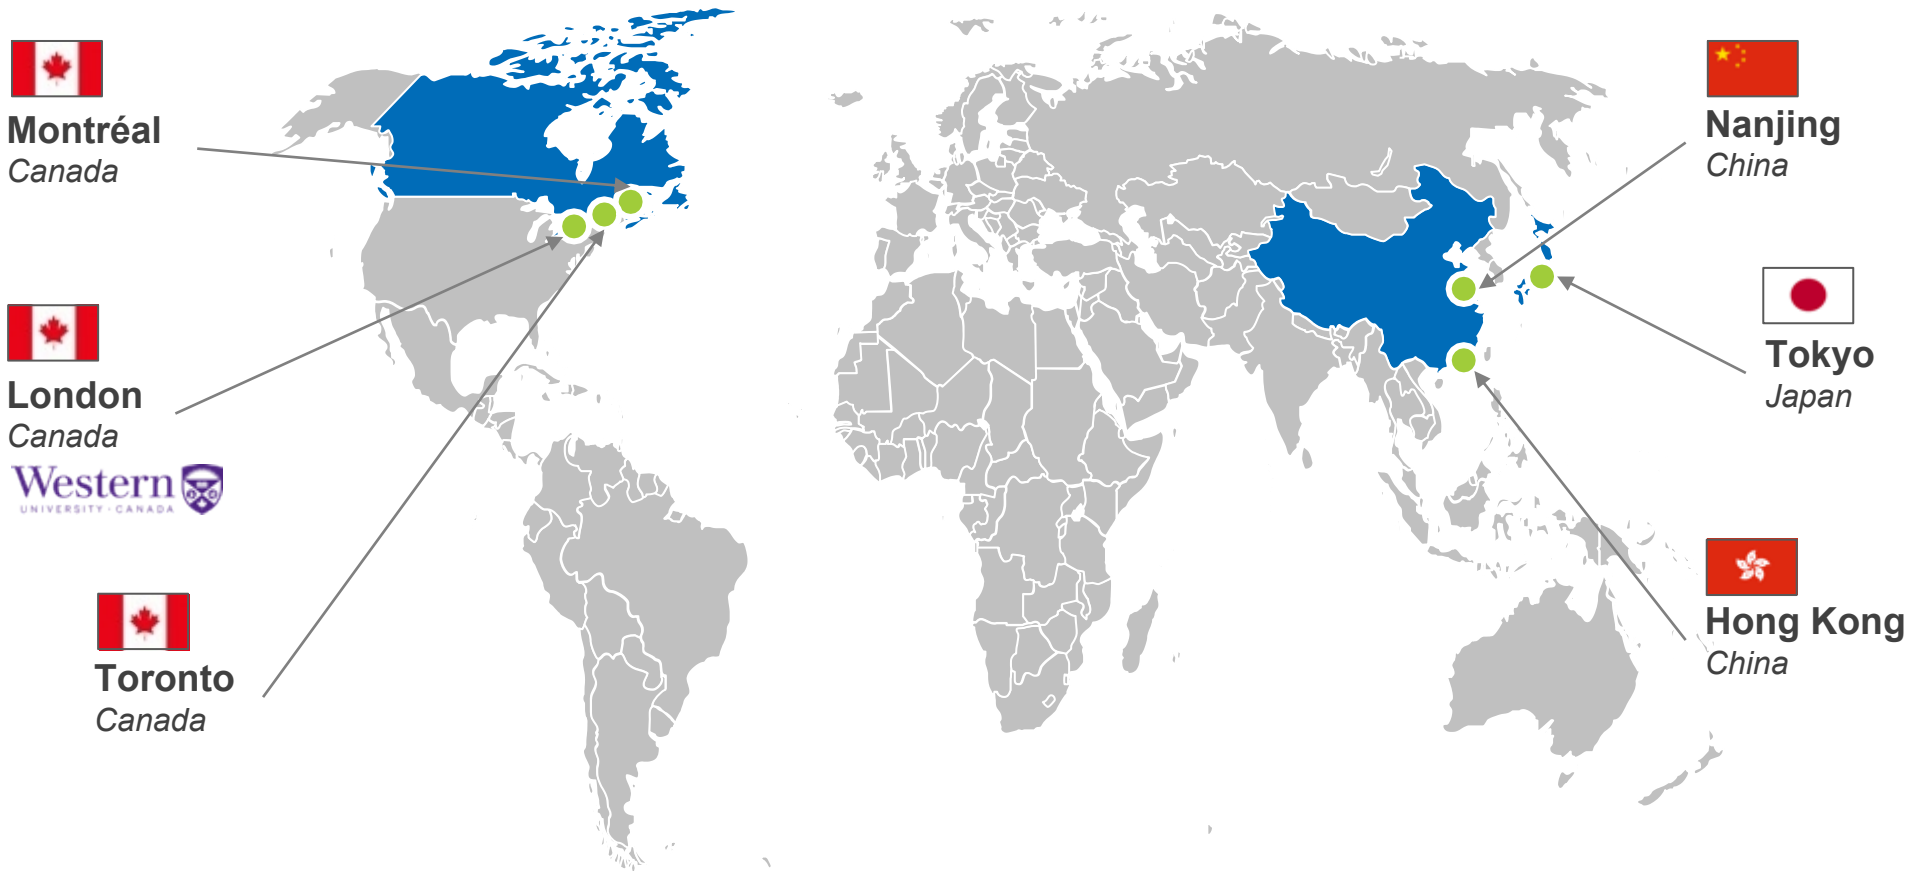 Montréal
Canada
London
Canada
Western
UNIVERSITY · CANADA
Toronto
Canada
Nanjing
China
Tokyo
Japan
Hong Kong
China